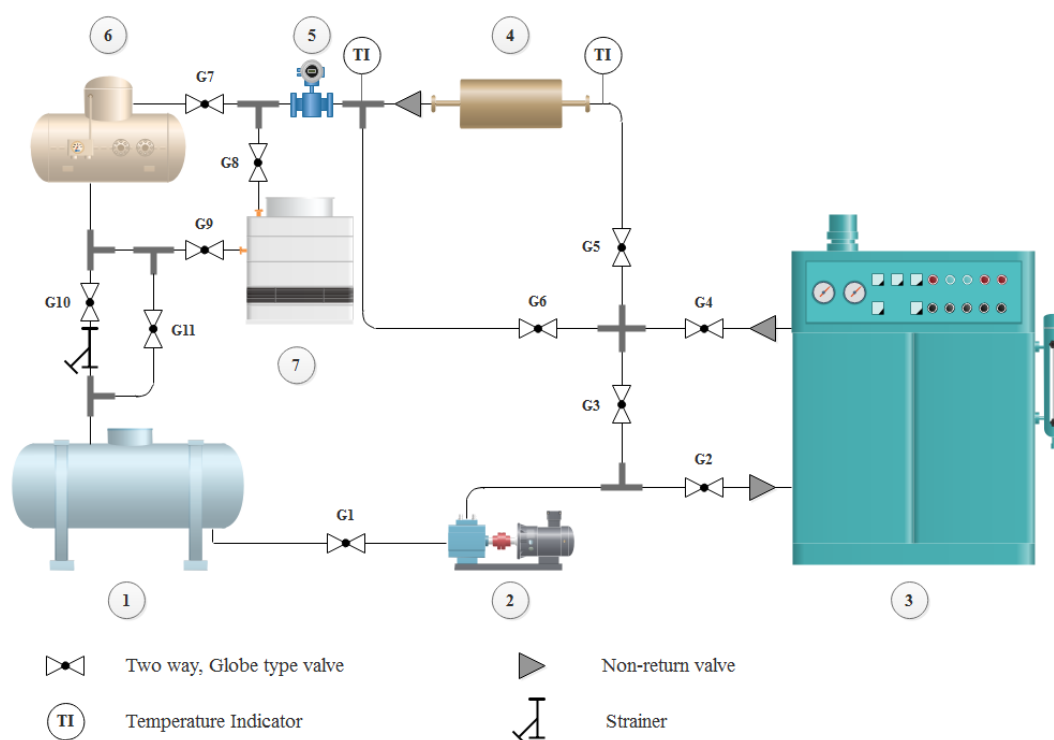 6
5
4
TI
TI
G7
G8
G9
G5
G10
G11
G6
G4
7
G3
G2
G1
1
2
3
Two way, Globe type valve
Non-return valve
TI
Temperature Indicator
Strainer